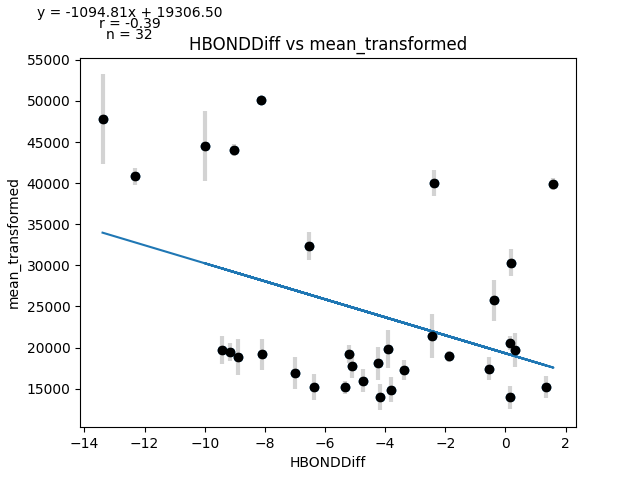 y = -1094.81x + 19306.50
r = -0.39
n = 32
HBONDDiff vs mean_transformed
55000
50000
45000
40000
35000
30000
25000
20000
15000
mean_transformed
−14 −12 −10 −8 −6 −4 −2 0 2
HBONDDiff